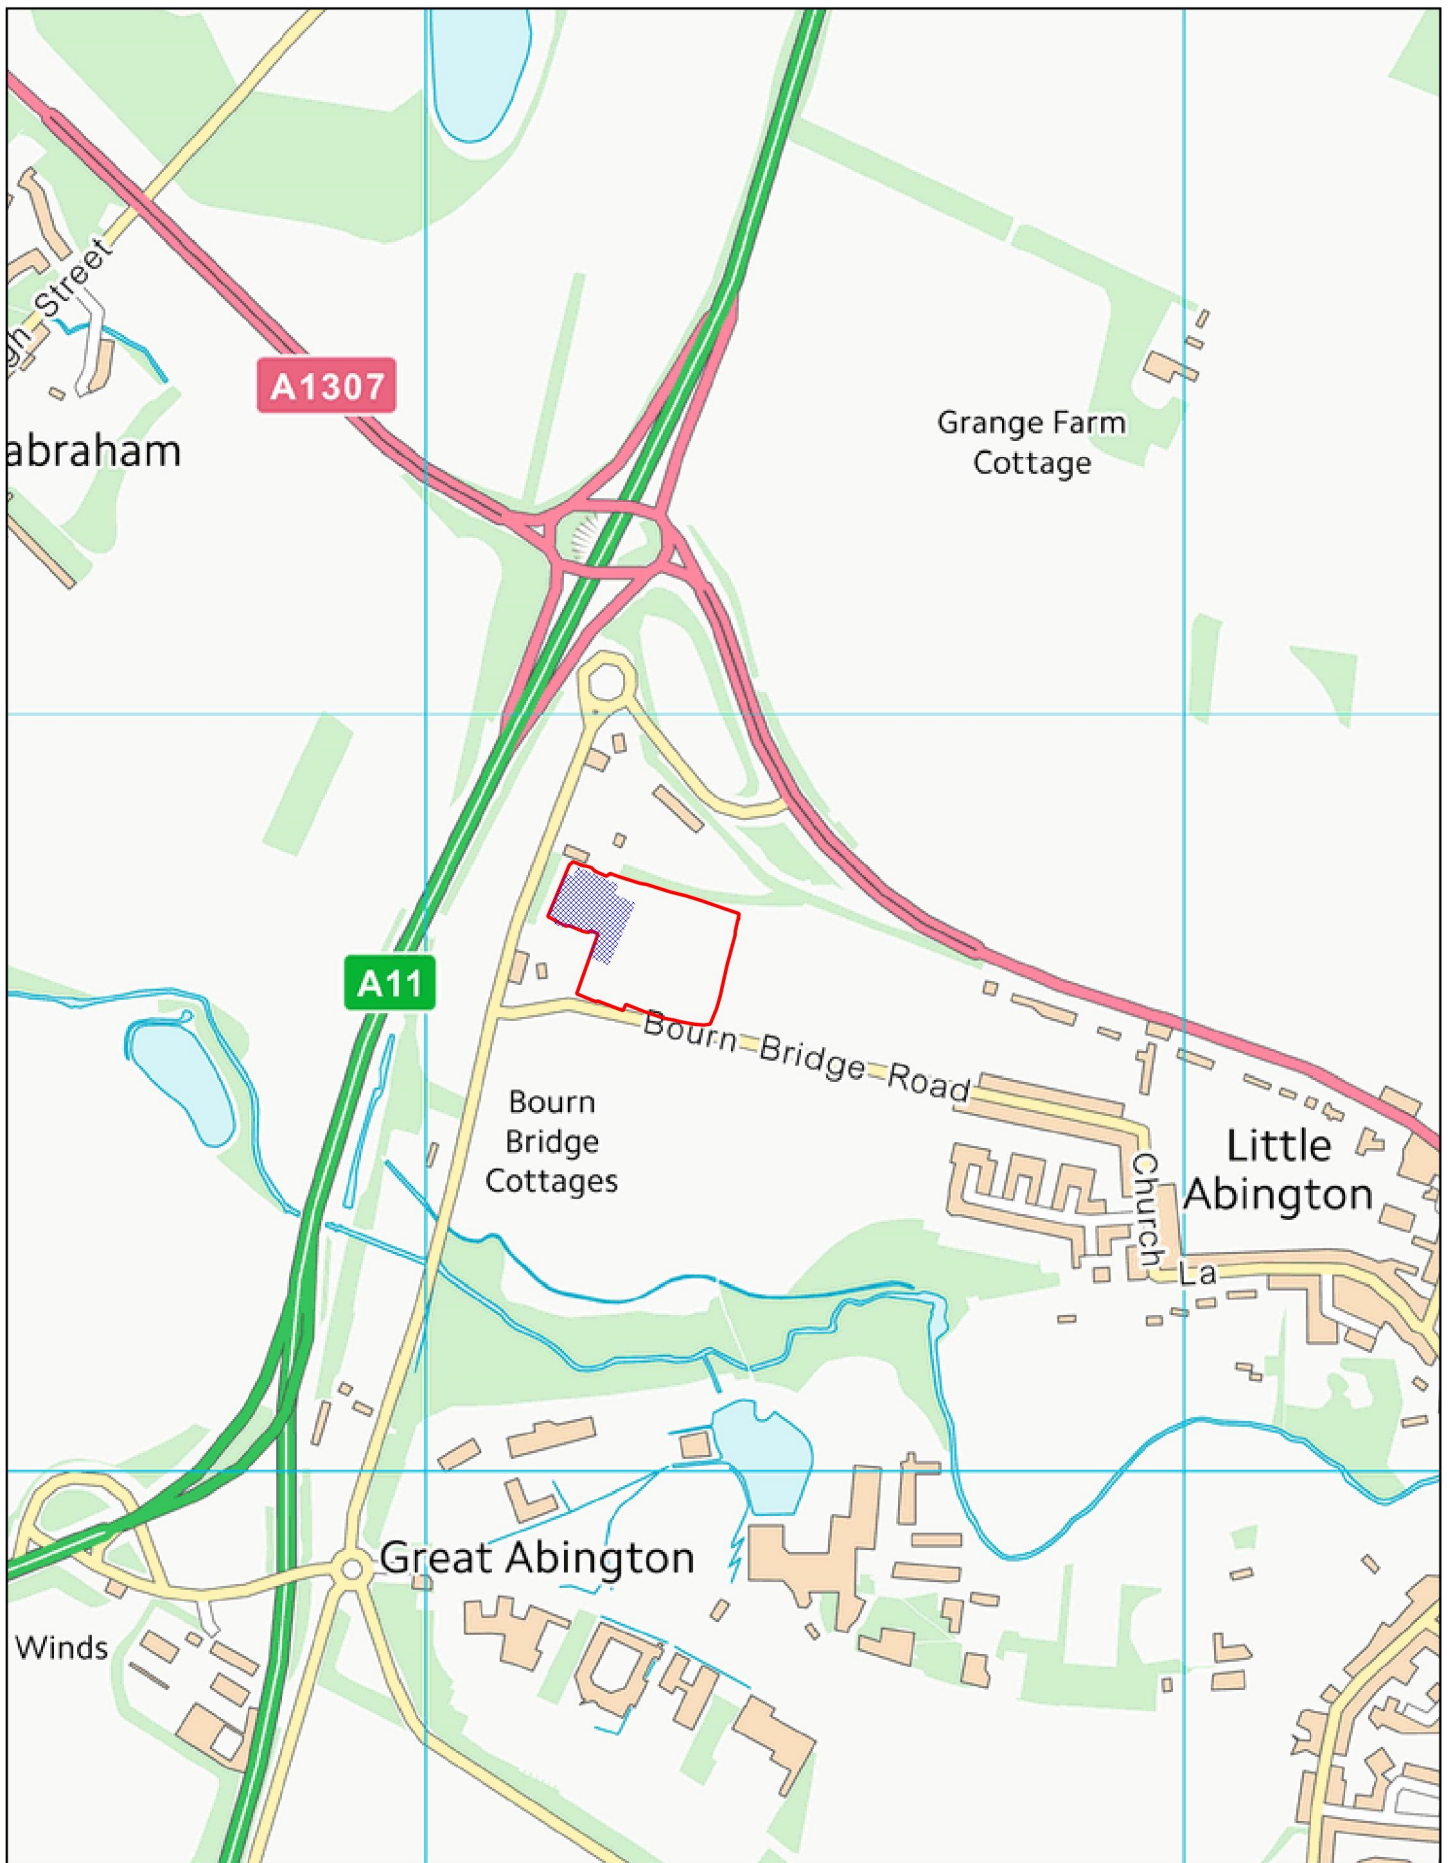 gh Street
A1307
abraham
Grange Farm
Cottage
A11
Bourn Bridge Road
Bourn
Bridge
Cottages
Little
Abington
Church
La
Great Abington
Winds